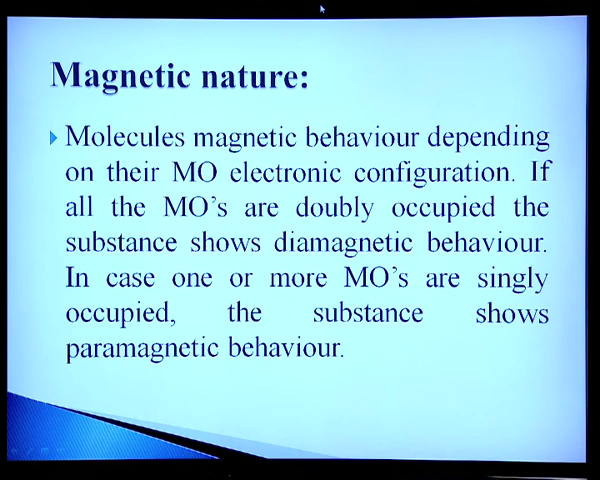 Magnetic nature:
Molecules magnetic behaviour depending
on their MO electronic configuration. If
all the MO's are doubly occupied the
substance shows diamagnetic behaviour.
In case one or more MO's are singly
occupied, the substance shows
paramagnetic behaviour.